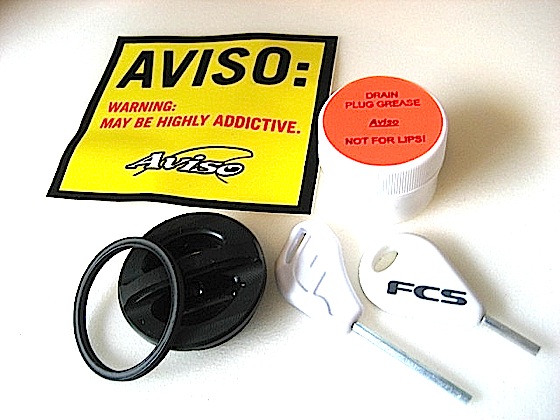 AVISO:
WARNING:
MAY BE HIGHLY ADDICTIVE.
Aviso
DRAIN
PLUG GREASE
Aviso
NOT FOR LIPS!
FCS